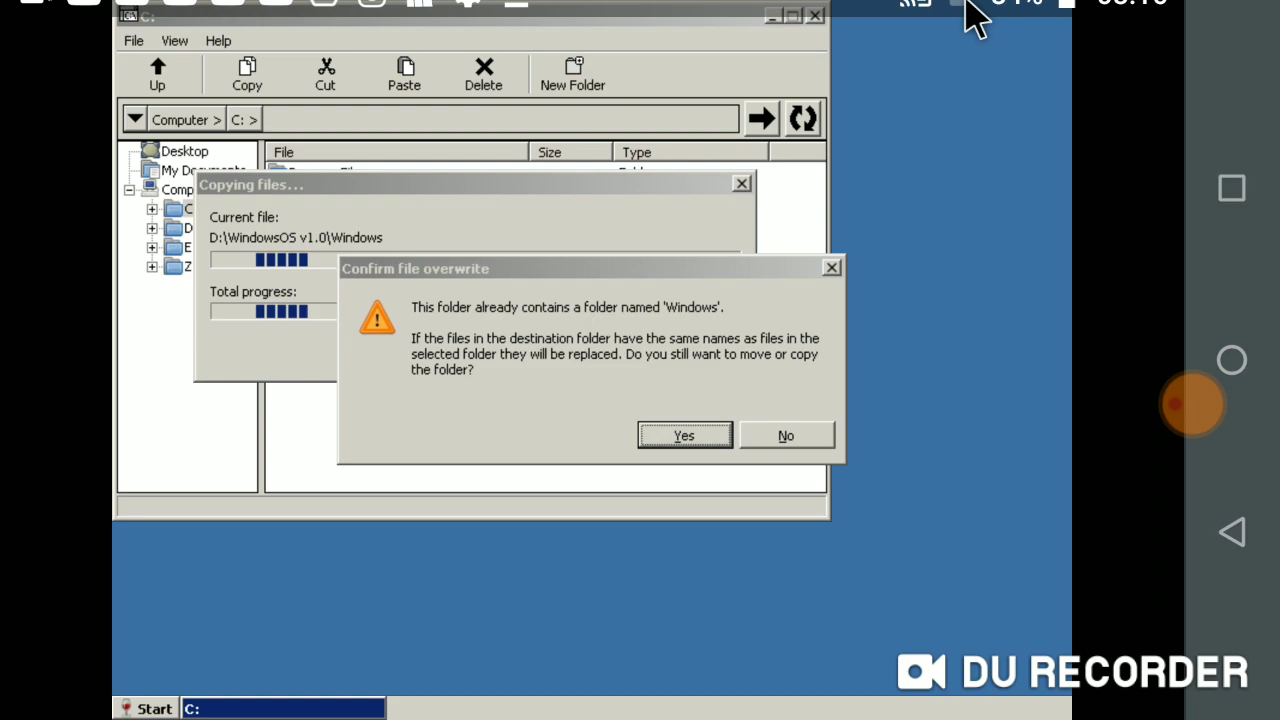 C:
File View Help
Up Copy Cut Paste Delete New Folder
Computer > C: >
Desktop File Size Type
My Documents
Comp
Copying files...
C
Current file:
D
D:\WindowsOS v1.0\Windows
E
Z
Total progress:
Confirm file overwrite
This folder already contains a folder named 'Windows'.
If the files in the destination folder have the same names as files in the
selected folder they will be replaced. Do you still want to move or copy
the folder?
Yes No
DU RECORDER
Start C: